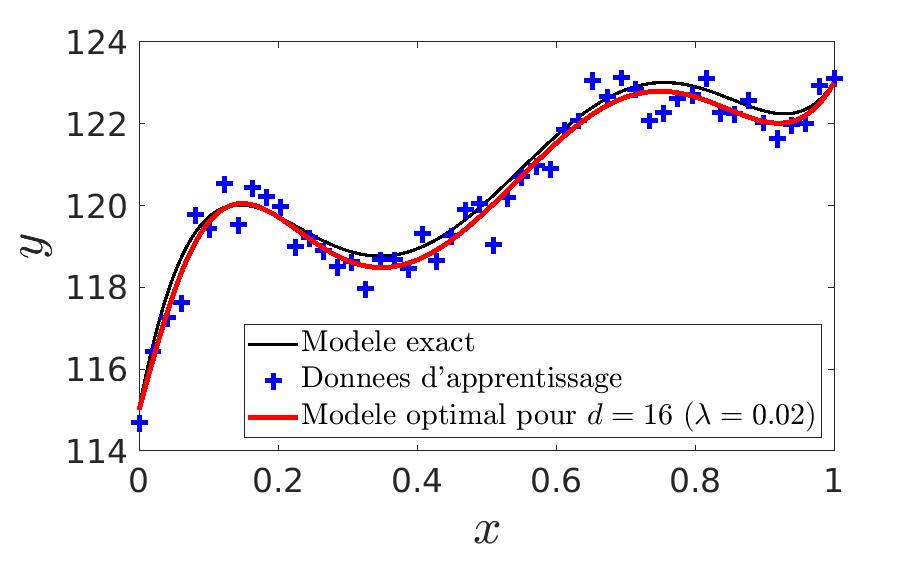 124
122
120
118
116
114
y
Modele exact
Donnees d'apprentissage
Modele optimal pour d = 16 (λ = 0.02)
0 0.2 0.4 0.6 0.8 1
x